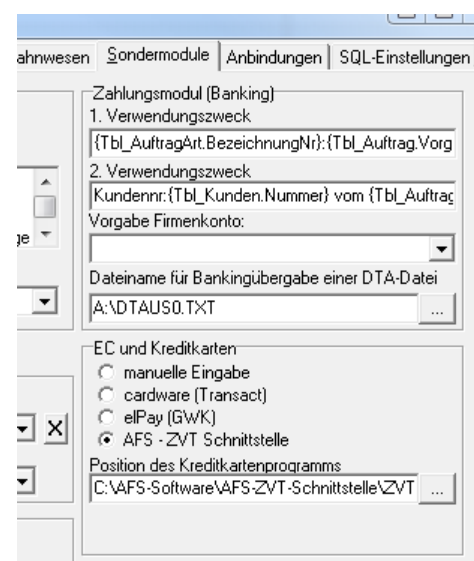 ahnwesen Sondermodule Anbindungen SQL-Einstellungen
Zahlungsmodul (Banking)
1. Verwendungszweck
{Tbl_AuftragArt.BezeichnungNr}:{Tbl_Auftrag.Vorg
2. Verwendungszweck
Kundennr:{Tbl_Kunden.Nummer} vom {Tbl_Auftrag
ge
Vorgabe Firmenkonto:
Dateiname für Bankingübergabe einer DTA-Datei
A:\DTAUS0.TXT ...
EC und Kreditkarten
manuelle Eingabe
cardware (Transact)
elPay (GWK)
X
AFS - ZVT Schnittstelle
Position des Kreditkartenprogramms
C:\AFS-Software\AFS-ZVT-Schnittstelle\ZVT ...